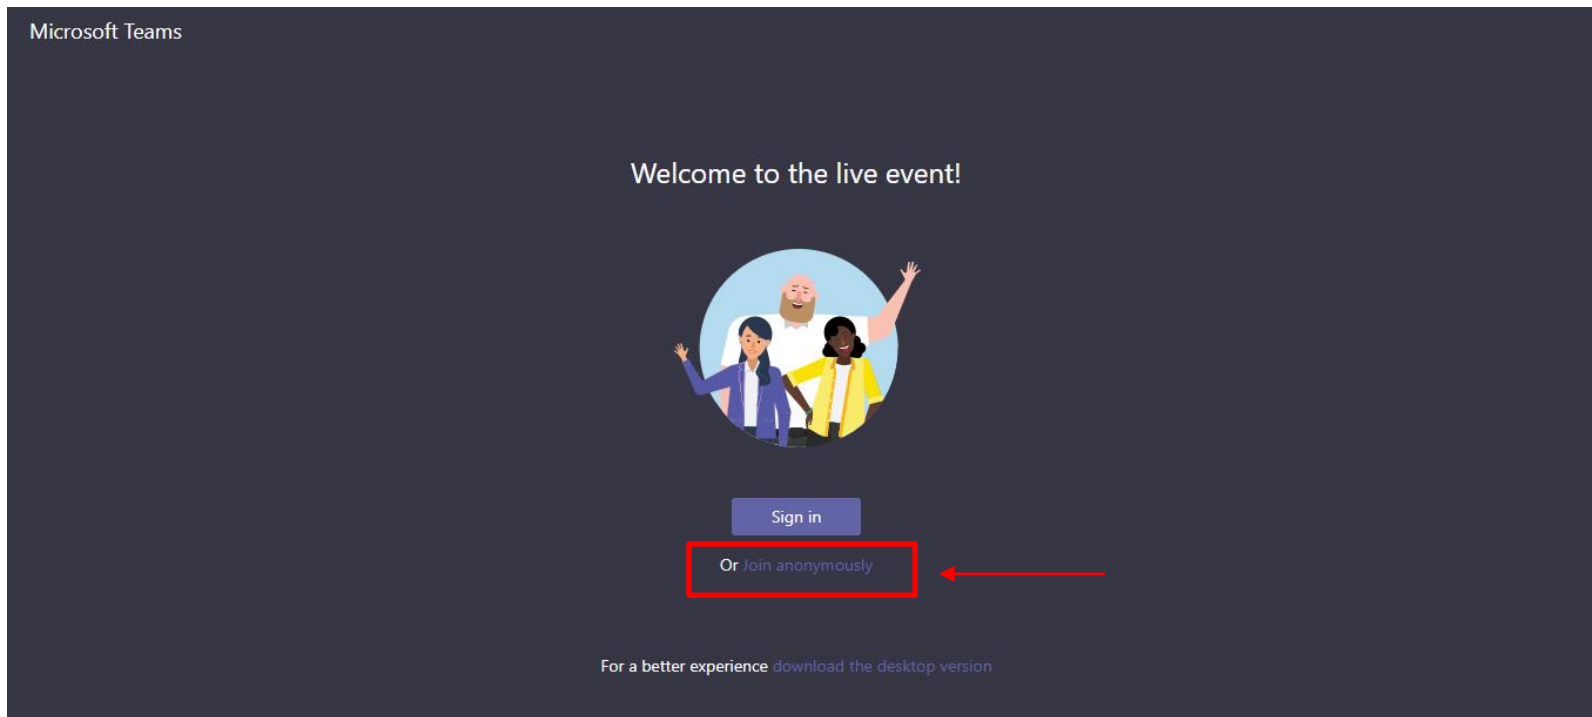 Microsoft Teams
Welcome to the live event!
Sign in
Or Join anonymously
For a better experience download the desktop version